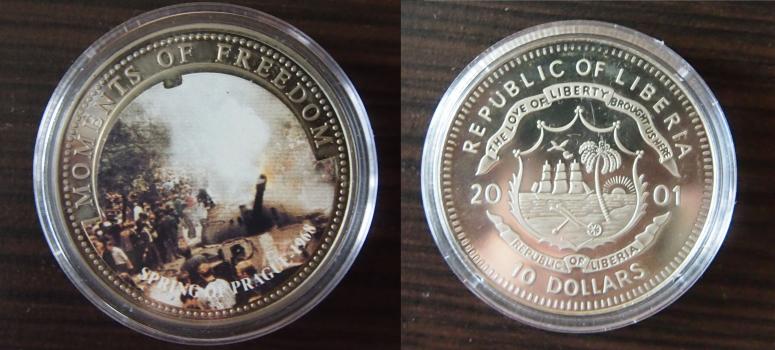 MOMENTS OF FREEDOM
SPRING OF PRAGUE 1968
REPUBLIC OF LIBERIA
THE LOVE OF LIBERTY BROUGHT US HERE
20 01
REPUBLIC OF LIBERIA
10 DOLLARS